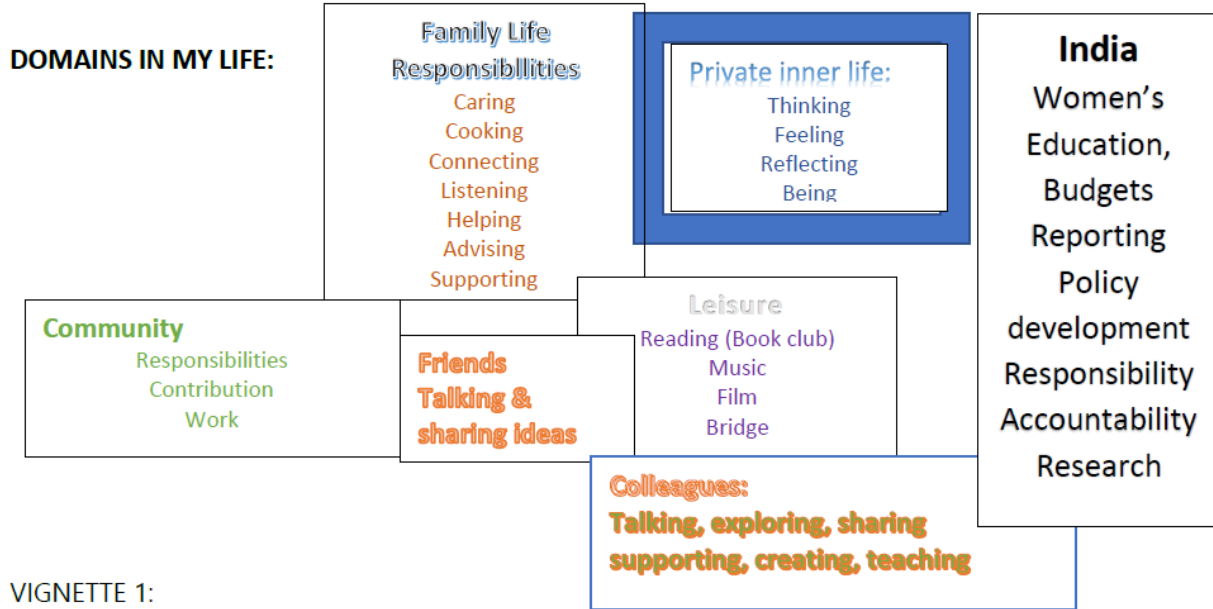 DOMAINS IN MY LIFE:
Family Life
Responsibilities
Caring
Cooking
Connecting
Listening
Helping
Advising
Supporting
Private inner life:
Thinking
Feeling
Reflecting
Being
India
Women's
Education,
Budgets
Reporting
Policy
development
Responsibility
Accountability
Research
Community
Responsibilities
Contribution
Work
Friends
Talking &
sharing ideas
Leisure
Reading (Book club)
Music
Film
Bridge
Colleagues:
Talking, exploring, sharing
supporting, creating, teaching
VIGNETTE 1: